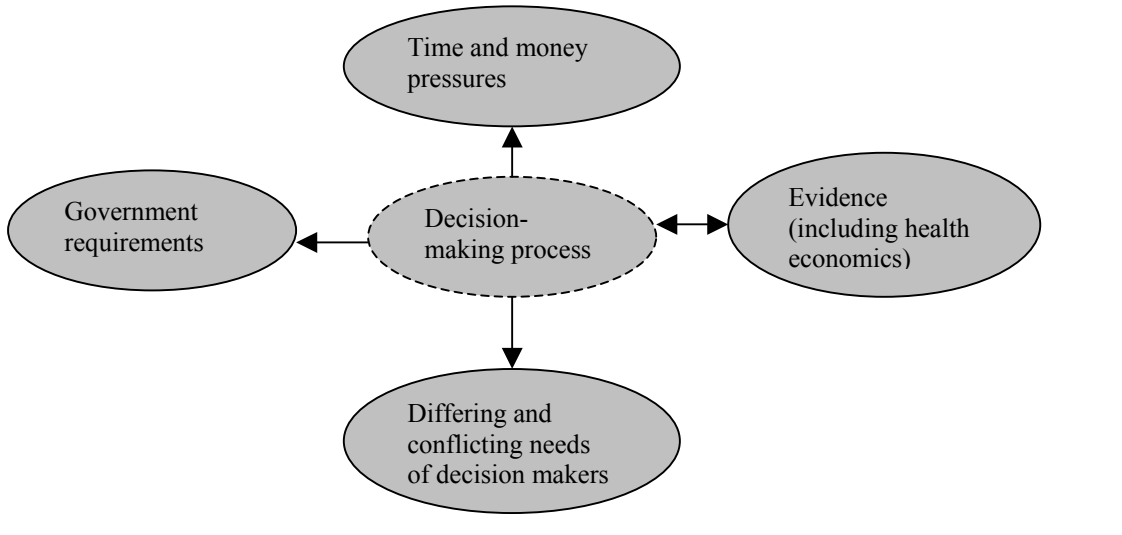 Time and money
pressures
Government
requirements
Decision-
making process
Evidence
(including health
economics)
Differing and
conflicting needs
of decision makers